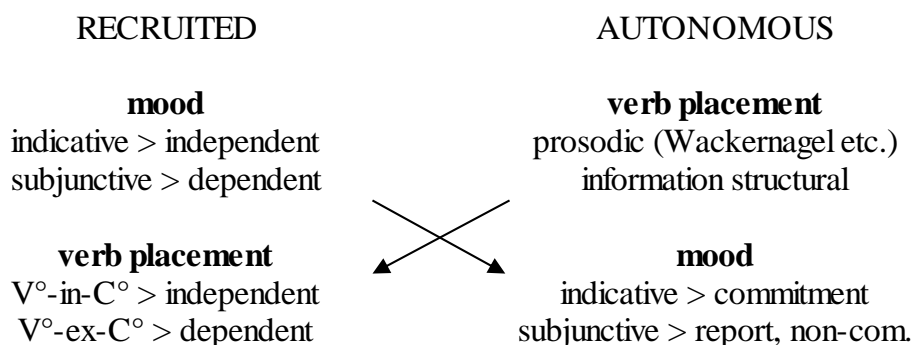 RECRUITED AUTONOMOUS
mood verb placement
indicative > independent prosodic (Wackernagel etc.)
subjunctive > dependent information structural
verb placement mood
V°-in-C° > independent indicative > commitment
V°-ex-C° > dependent subjunctive > report, non-com.